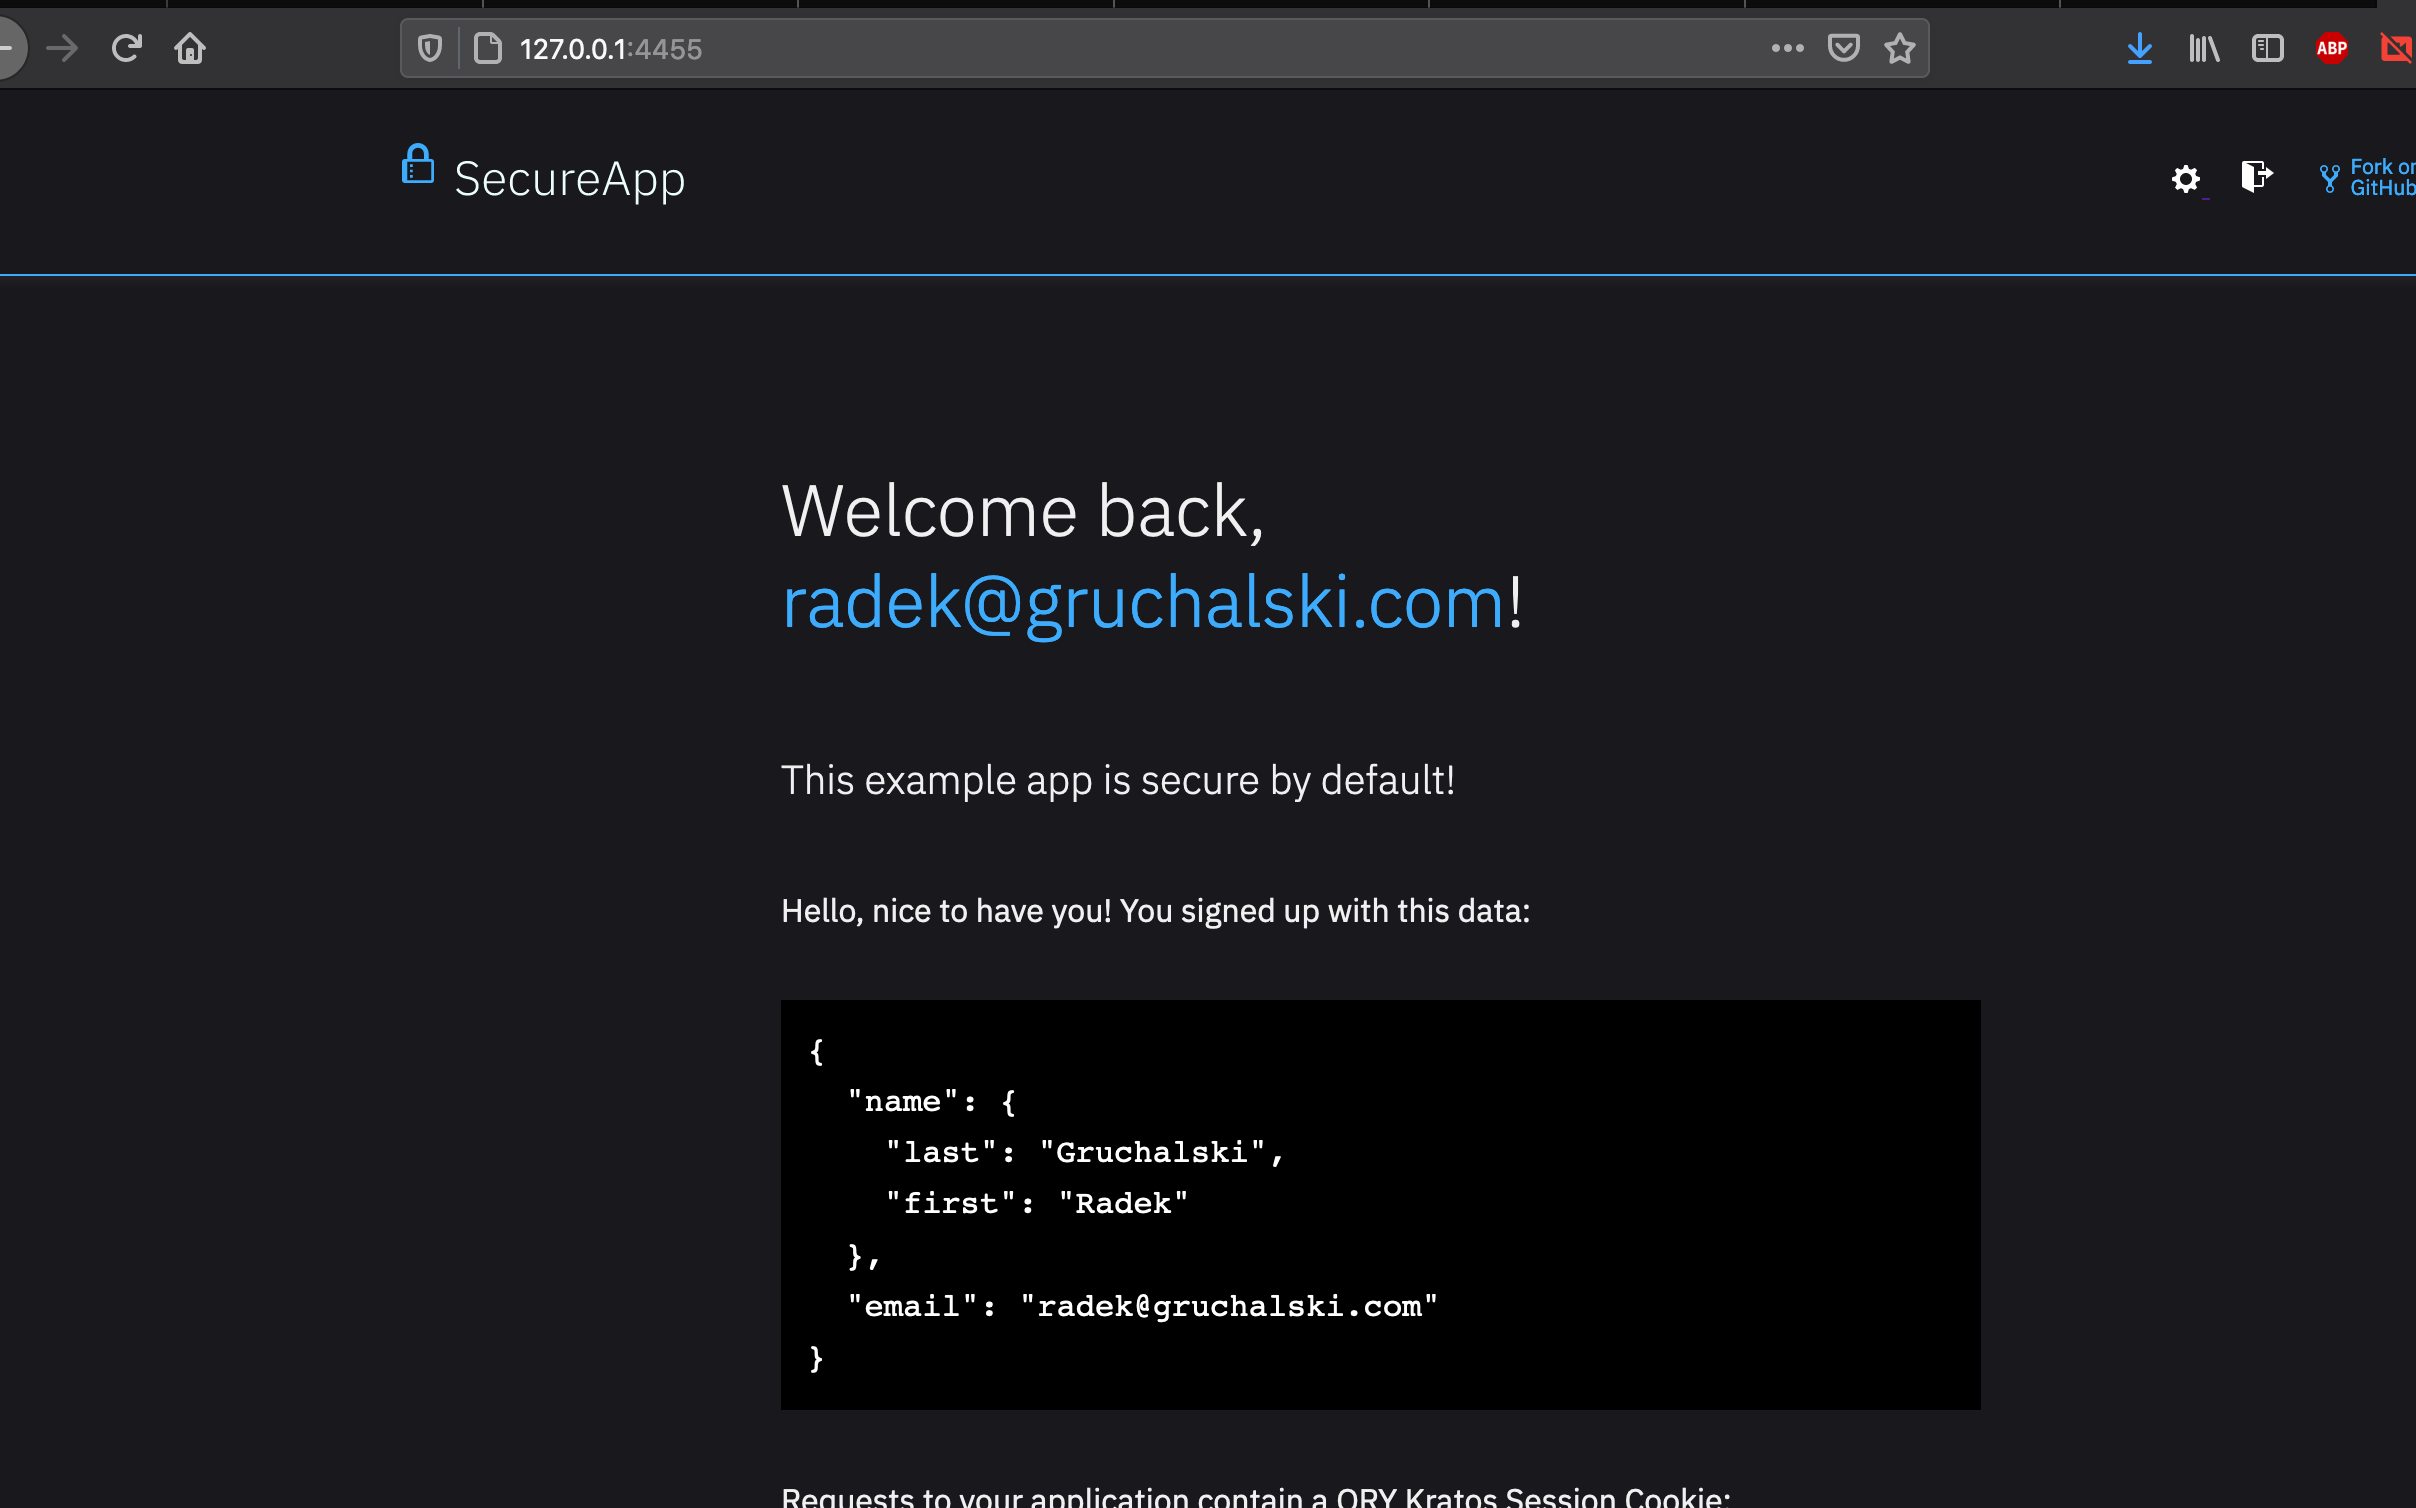 127.0.0.1:4455
ABP
SecureApp
Fork on
GitHub
Welcome back,
radek@gruchalski.com!
This example app is secure by default!
Hello, nice to have you! You signed up with this data:
{
"name": {
"last": "Gruchalski",
"first": "Radek"
},
"email": "radek@gruchalski.com"
}
Requests to your application contain a ORY Kratos Session Cookie: